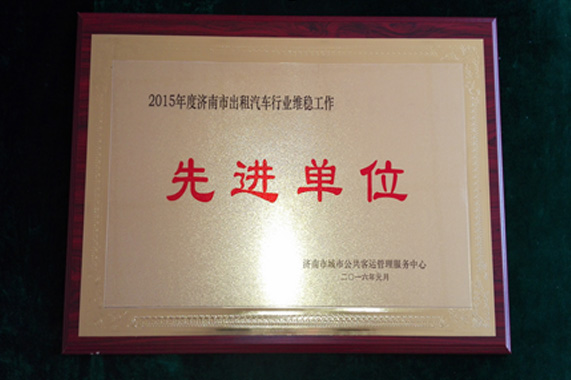 2015年度济南市出租汽车行业维稳工作
先进单位
济南市城市公共客运管理服务中心
二〇一六年元月